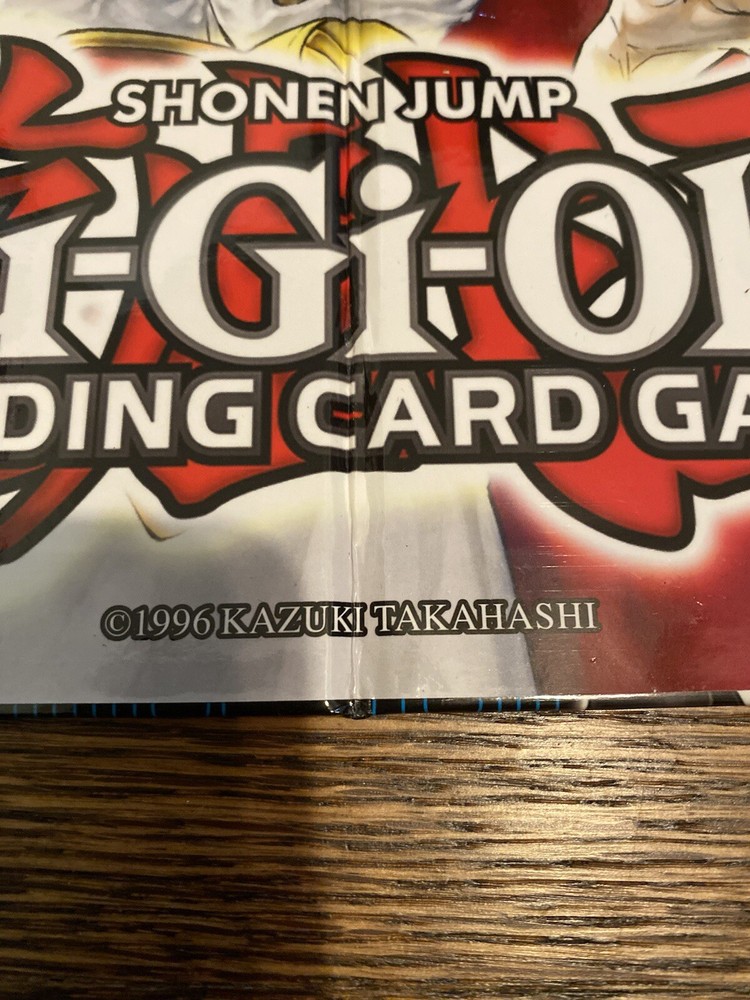 SHONEN JUMP
-Gi-O
DING CARD GA
©1996 KAZUKI TAKAHASHI